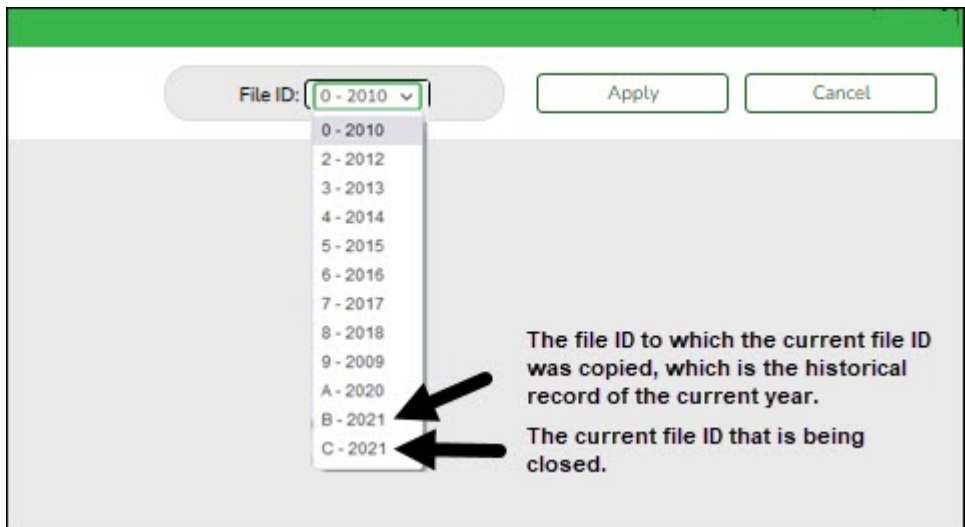 File ID: 0 - 2010 Apply Cancel
0 - 2010
2 - 2012
3 - 2013
4 - 2014
5 - 2015
6 - 2016
7 - 2017
8 - 2018
9 - 2009
A - 2020
B - 2021
C - 2021
The file ID to which the current file ID
was copied, which is the historical
record of the current year.
The current file ID that is being
closed.